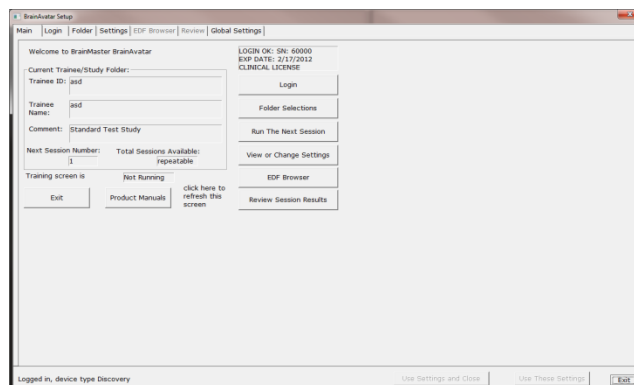 BrainAvatar Setup
Main Login Folder Settings EDF Browser Review Global Settings
Welcome to BrainMaster BrainAvatar
Current Trainee/Study Folder:
Trainee ID: asd
Trainee Name: asd
Comment: Standard Test Study
Next Session Number: Total Sessions Available:
1 repeatable
Training screen is Not Running
Exit
Product Manuals
click here to
refresh this
screen
LOGIN OK: SN: 60000
EXP DATE: 2/17/2012
CLINICAL LICENSE
Login
Folder Selections
Run The Next Session
View or Change Settings
EDF Browser
Review Session Results
Logged in, device type Discovery
Use Settings and Close
Use These Settings
Exit